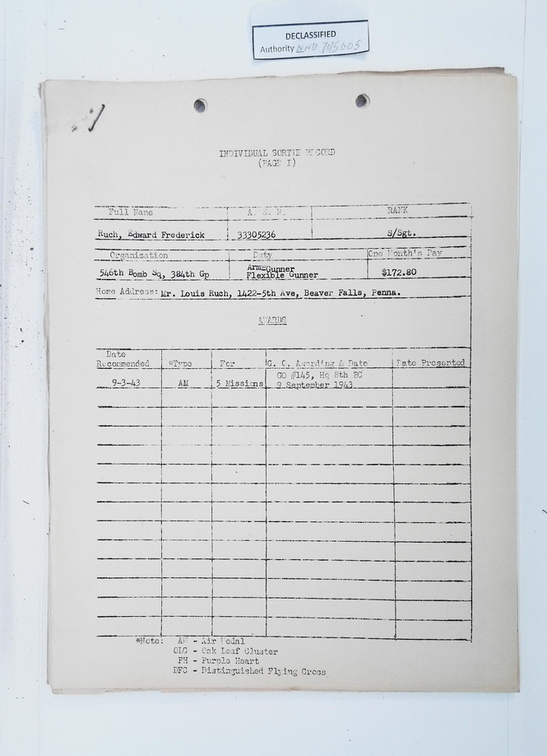 DECLASSIFIED
Authority NND 745005
INDIVIDUAL SORTIE RECORD
(PAGE I)
Full Name A. S. N. RANK
Ruch, Edward Frederick 33305236 S/Sgt.
Organization Duty One Month's Pay
546th Bomb Sq, 384th Gp Arm-Gunner
Flexible Gunner $172.80
Home Address: Mr. Louis Ruch, 1422-5th Ave, Beaver Falls, Penna.
AWARDS
Date
Recommended *Type For G. O. Awarding & Date Date Presented
9-3-43 AM 5 Missions GO #145, Hq 8th BC
9 September 1943
*Note: AM - Air Medal
OLC - Oak Leaf Cluster
PH - Purple Heart
DFC - Distinguished Flying Cross